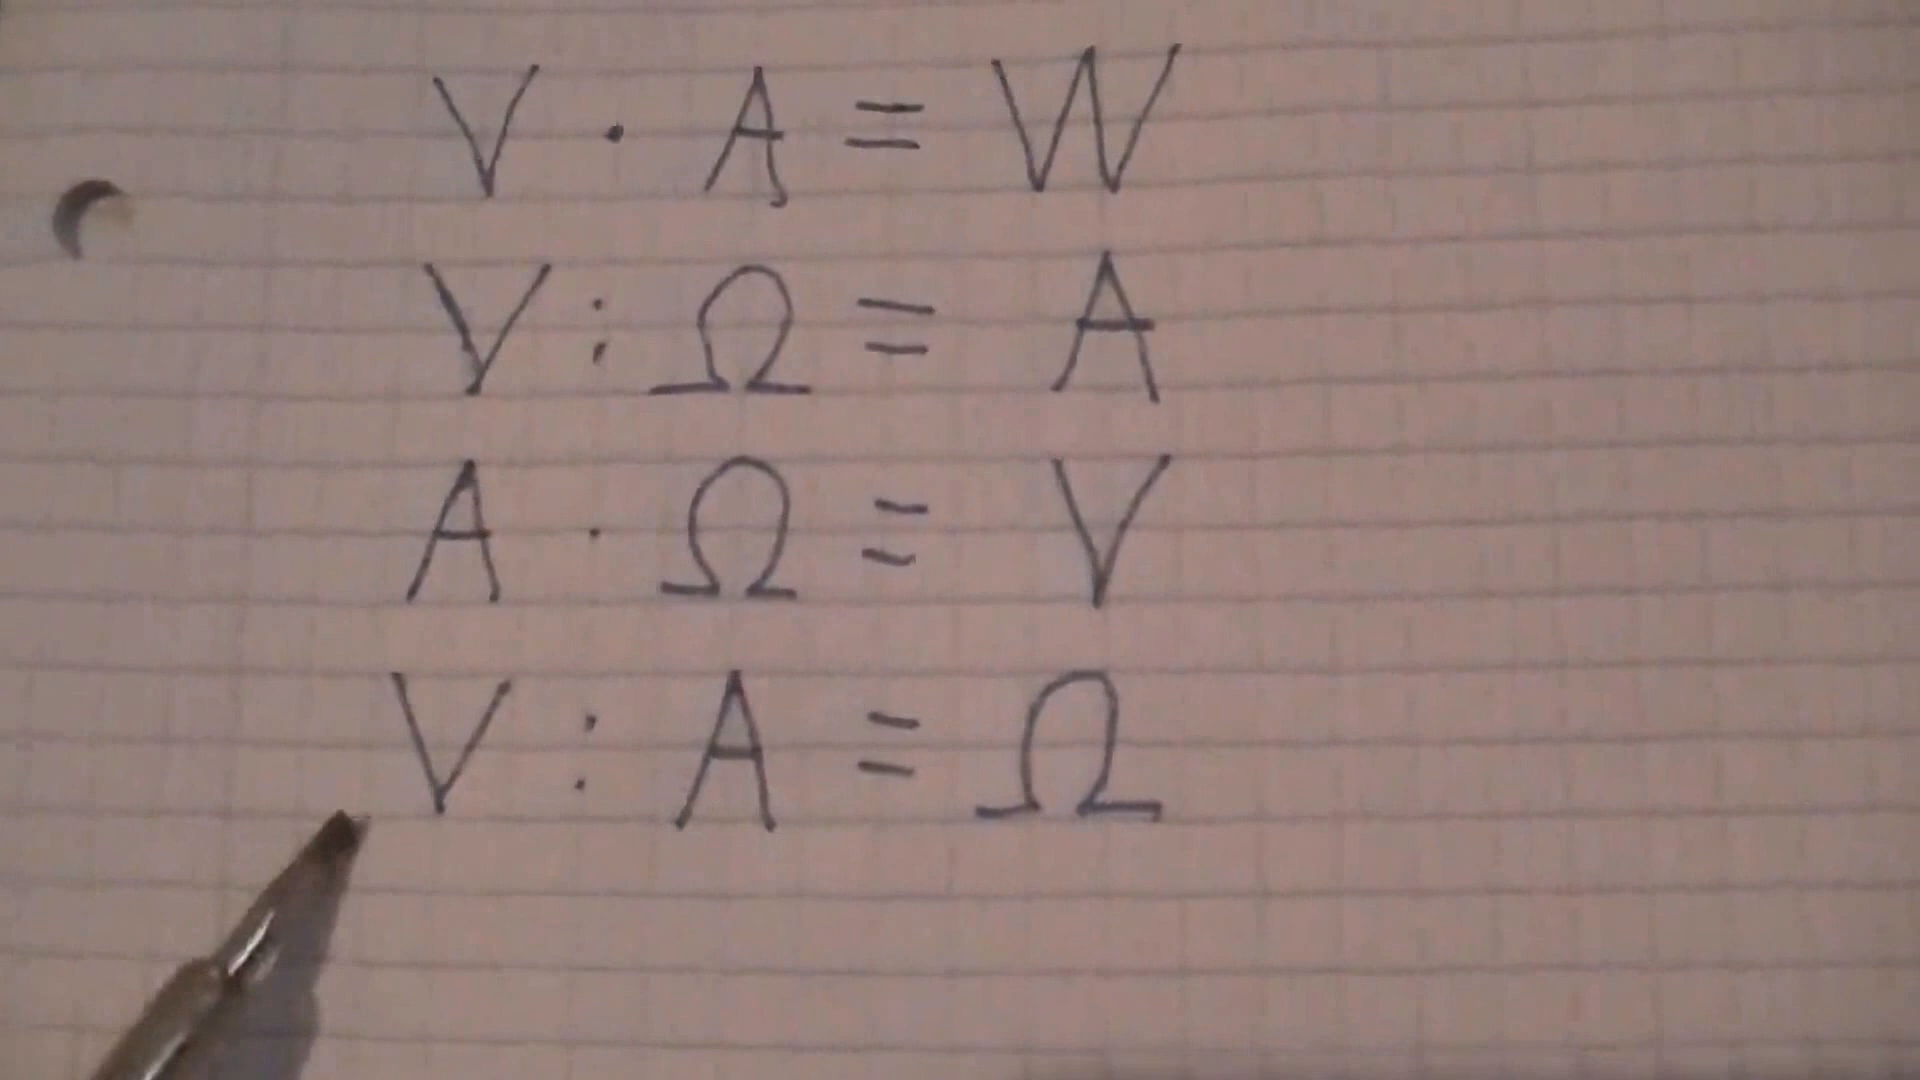 V · A = W
V : Ω = A
A · Ω = V
V : A = Ω